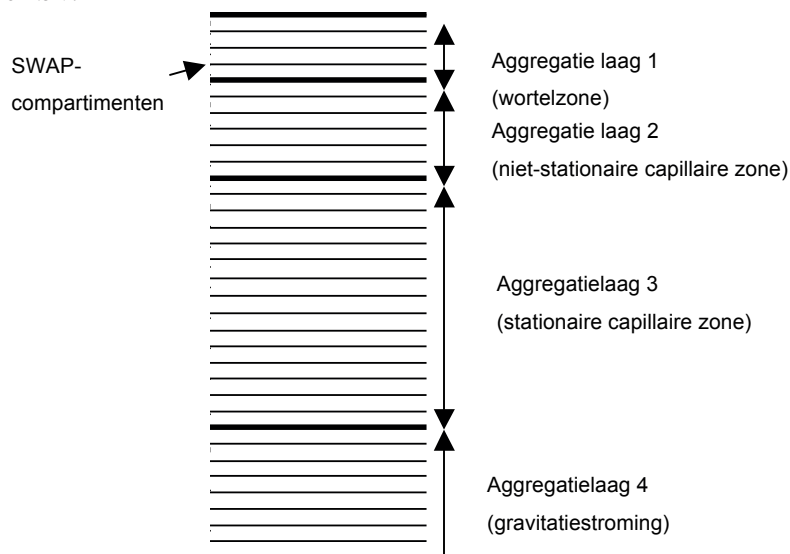 SWAP-
compartimenten
Aggregatie laag 1
(wortelzone)
Aggregatie laag 2
(niet-stationaire capillaire zone)
Aggregatielaag 3
(stationaire capillaire zone)
Aggregatielaag 4
(gravitatiestroming)